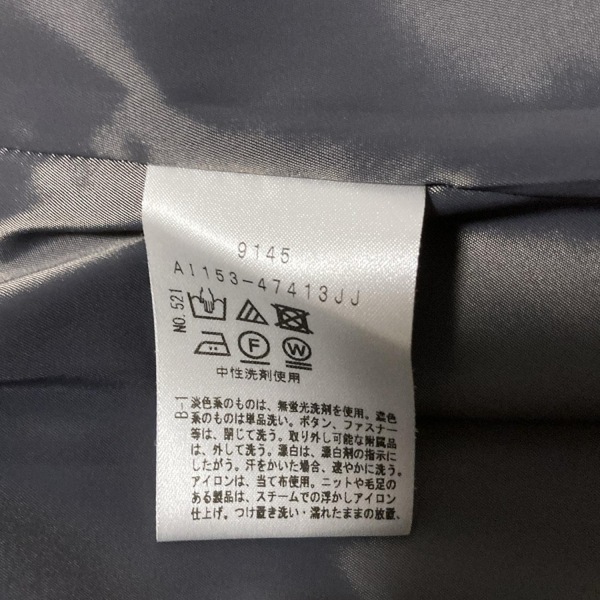 9145
A1153-47413JJ
NO.521
F
W
中性洗剤使用
B-1
淡色系のものは、無蛍光洗剤を使用。濃色
系のものは単品洗い。ボタン、ファスナー
等は、閉じて洗う。取り外し可能な附属品
は、外して洗う。漂白は、漂白剤の指示に
したがう。汗をかいた場合、速やかに洗う。
アイロンは、当て布使用。ニットや毛足の
ある製品は、スチームでの浮かしアイロン
仕上げ。つけ置き洗い・濡れたままの放置、